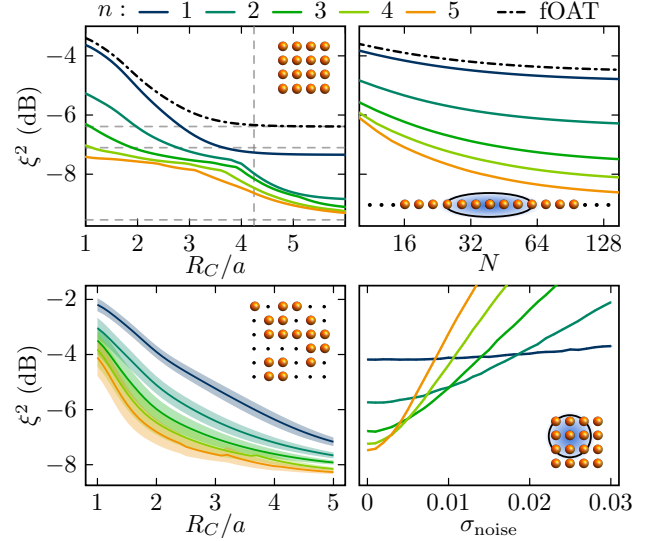 n : 1 2 3 4 5 fOAT
ξ² (dB)
−4
−6
−8
1 2 3 4 5
R_C/a
16 32 64 128
N
ξ² (dB)
−2
−4
−6
−8
1 2 3 4 5
R_C/a
0 0.01 0.02 0.03
σ_noise